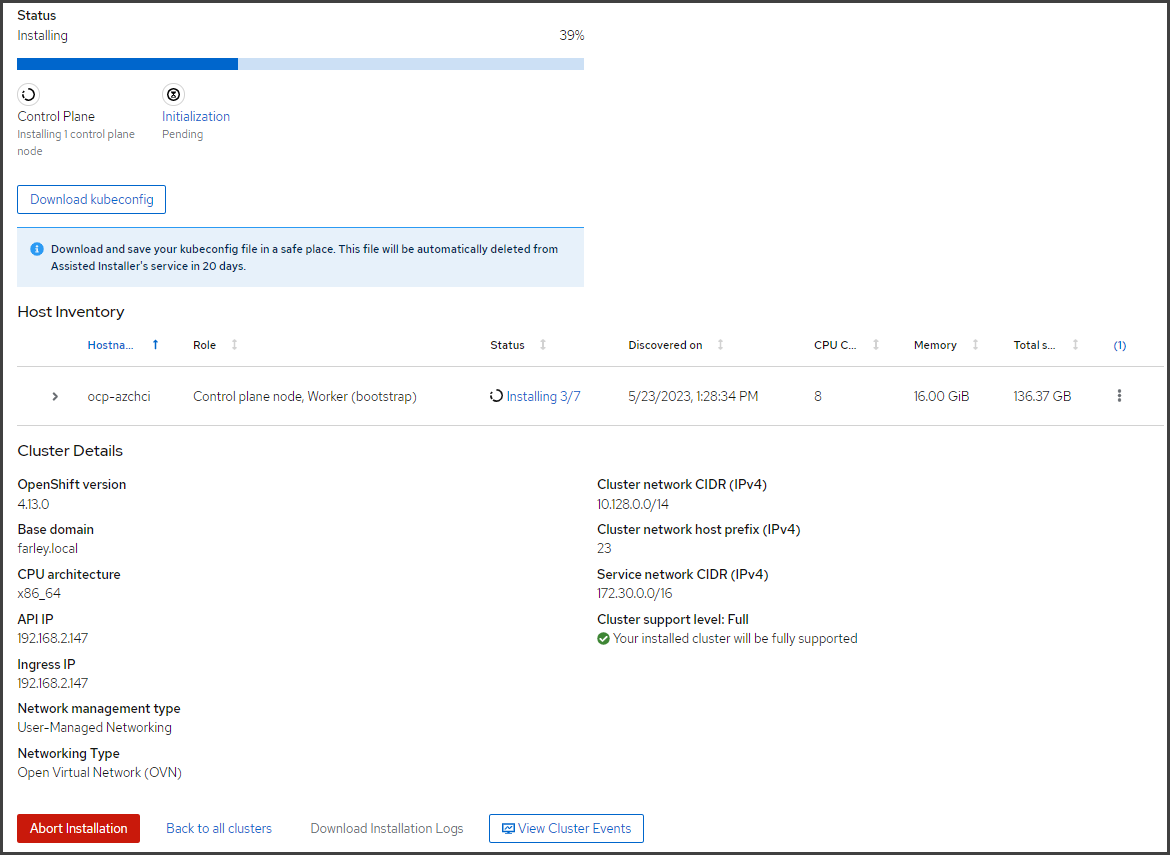 Status
Installing 39%
Control Plane Initialization
Installing 1 control plane Pending
node
Download kubeconfig
Download and save your kubeconfig file in a safe place. This file will be automatically deleted from
Assisted Installer's service in 20 days.
Host Inventory
Hostna... Role Status Discovered on CPU C... Memory Total s... (1)
ocp-azchci Control plane node, Worker (bootstrap) Installing 3/7 5/23/2023, 1:28:34 PM 8 16.00 GiB 136.37 GB
Cluster Details
OpenShift version
4.13.0
Base domain
farley.local
CPU architecture
x86_64
API IP
192.168.2.147
Ingress IP
192.168.2.147
Network management type
User-Managed Networking
Networking Type
Open Virtual Network (OVN)
Cluster network CIDR (IPv4)
10.128.0.0/14
Cluster network host prefix (IPv4)
23
Service network CIDR (IPv4)
172.30.0.0/16
Cluster support level: Full
Your installed cluster will be fully supported
Abort Installation Back to all clusters Download Installation Logs View Cluster Events